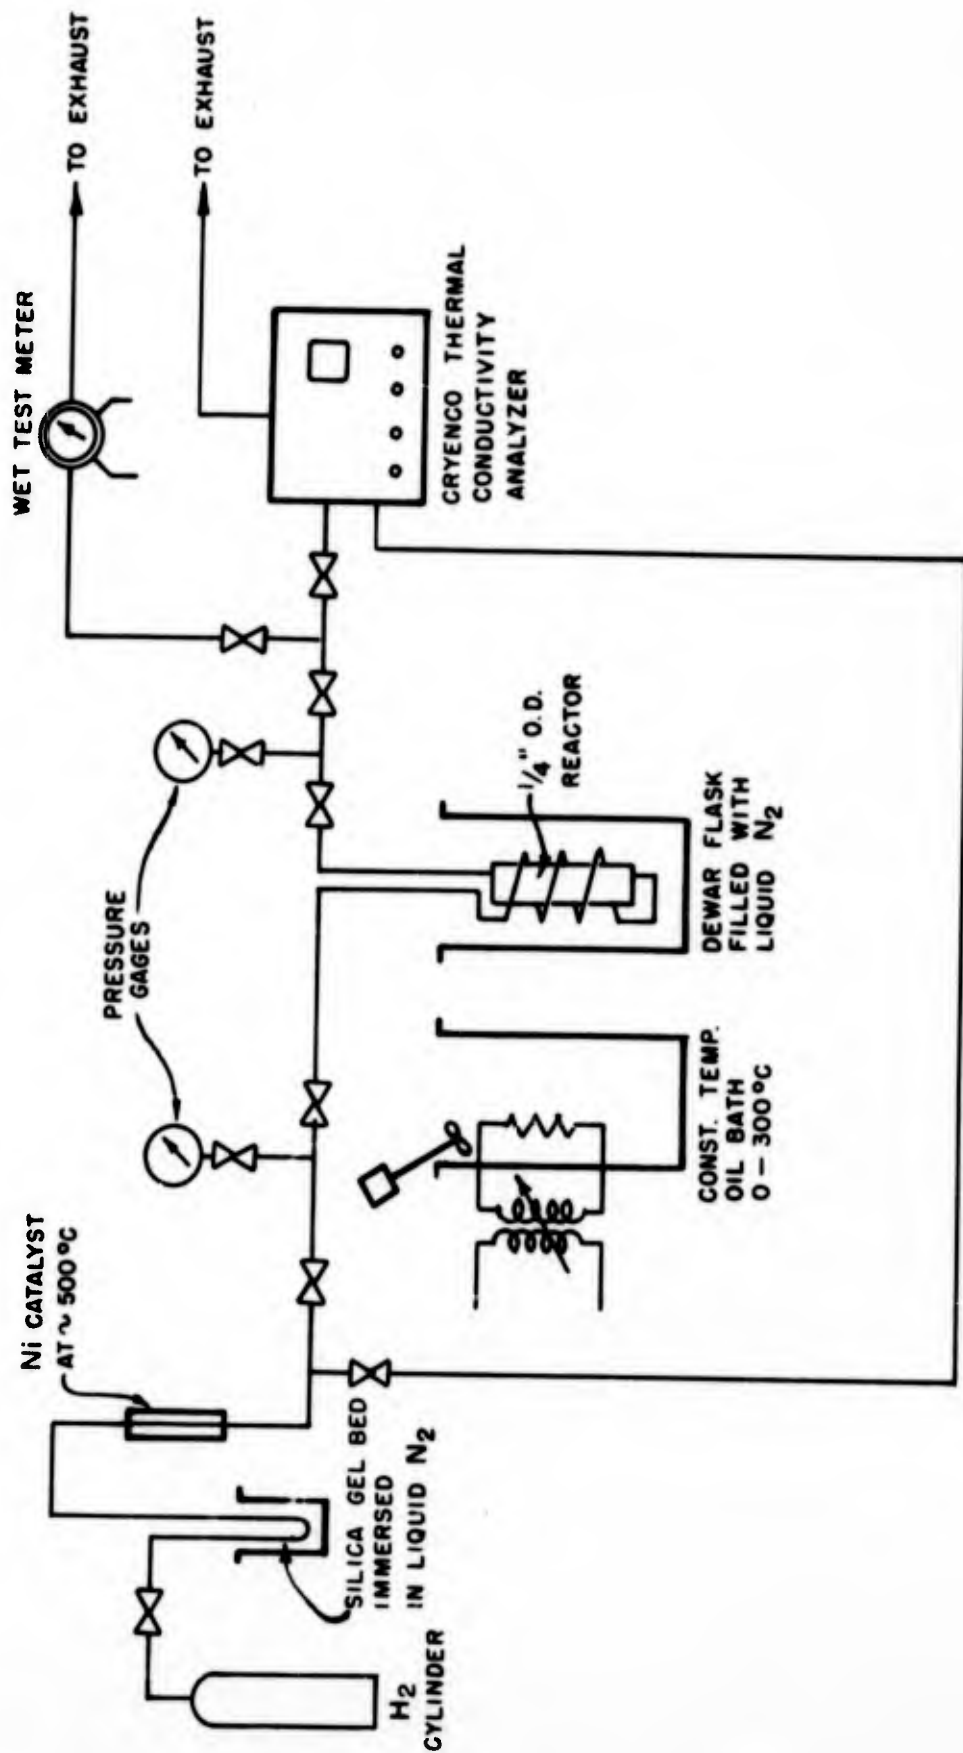 WET TEST METER
TO EXHAUST
TO EXHAUST
PRESSURE
GAGES
Ni CATALYST
AT ~ 500°C
CRYENCO THERMAL
CONDUCTIVITY
ANALYZER
1/4" O.D.
REACTOR
SILICA GEL BED
IMMERSED
IN LIQUID N2
H2
CYLINDER
CONST. TEMP.
OIL BATH
0 – 300°C
DEWAR FLASK
FILLED WITH
LIQUID N2